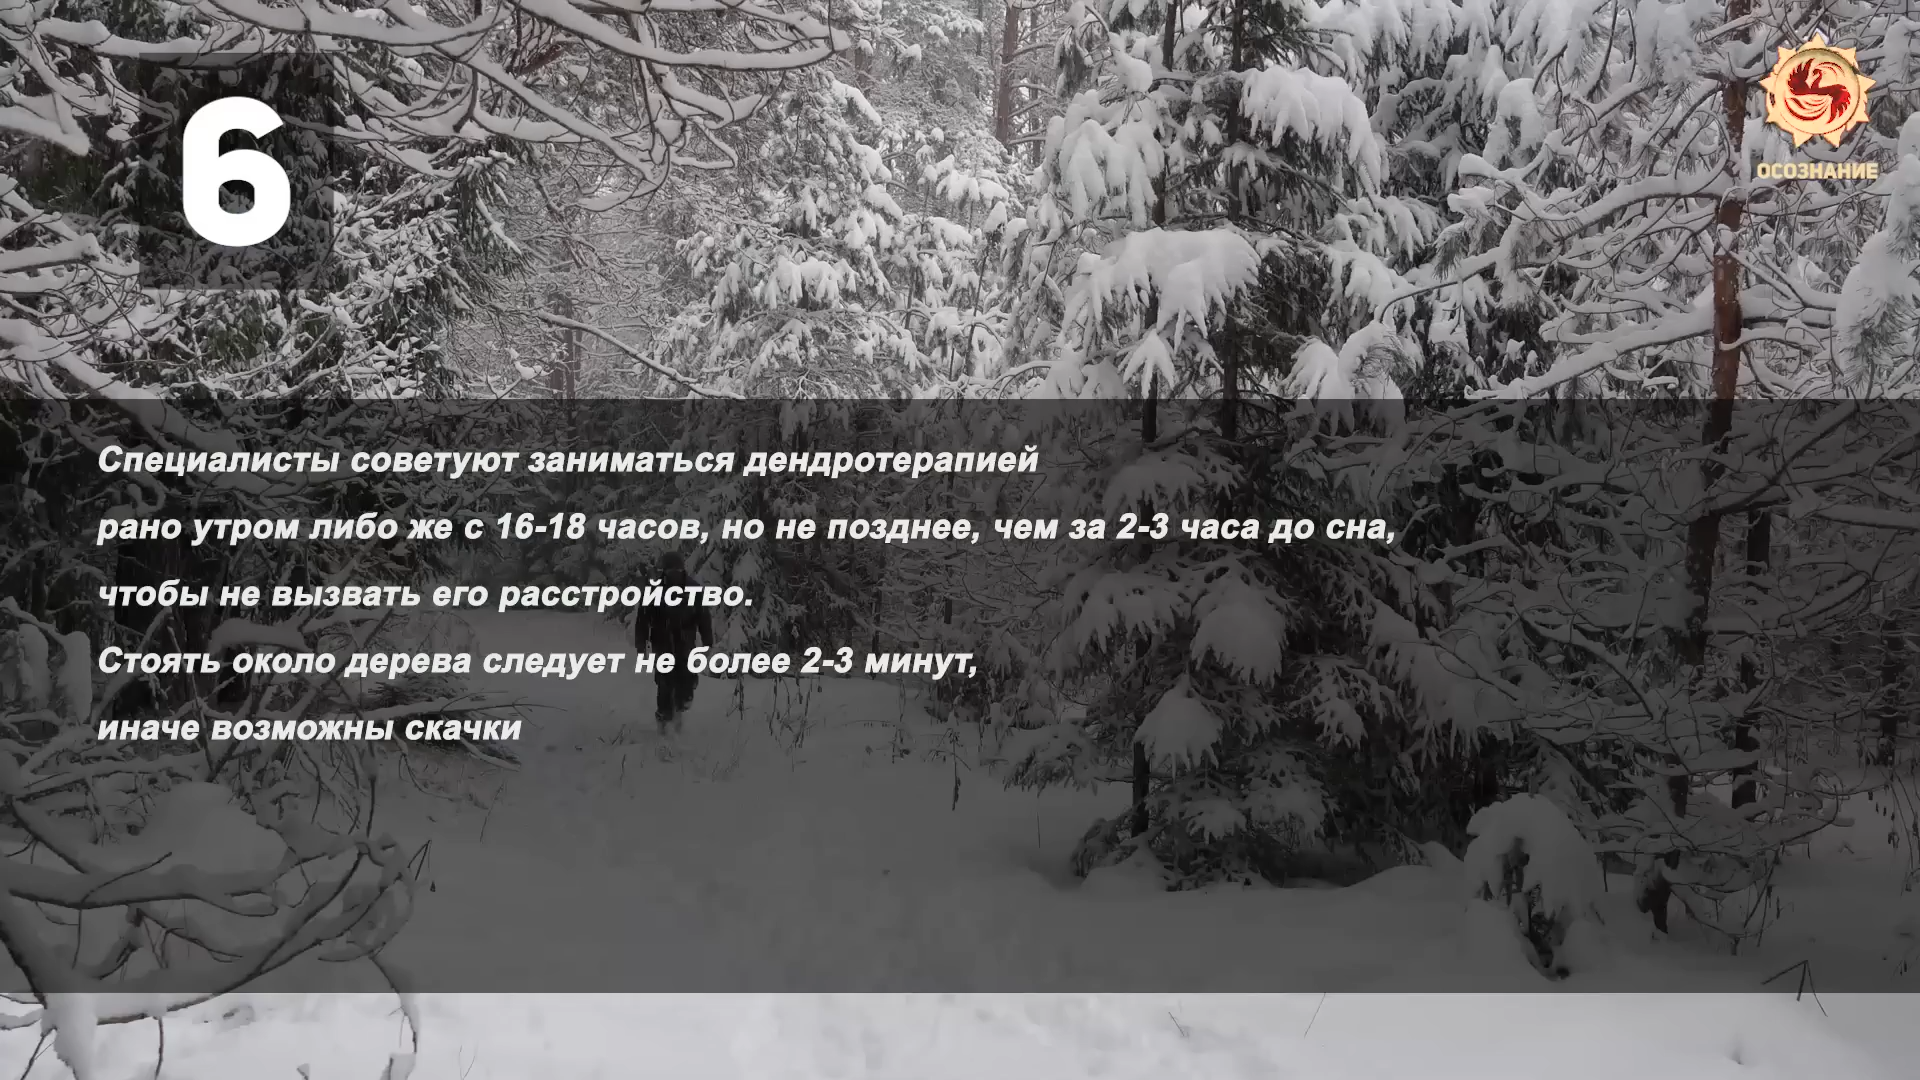 6
ОСОЗНАНИЕ
Специалисты советуют заниматься дендротерапией
рано утром либо же с 16-18 часов, но не позднее, чем за 2-3 часа до сна,
чтобы не вызвать его расстройство.
Стоять около дерева следует не более 2-3 минут,
иначе возможны скачки